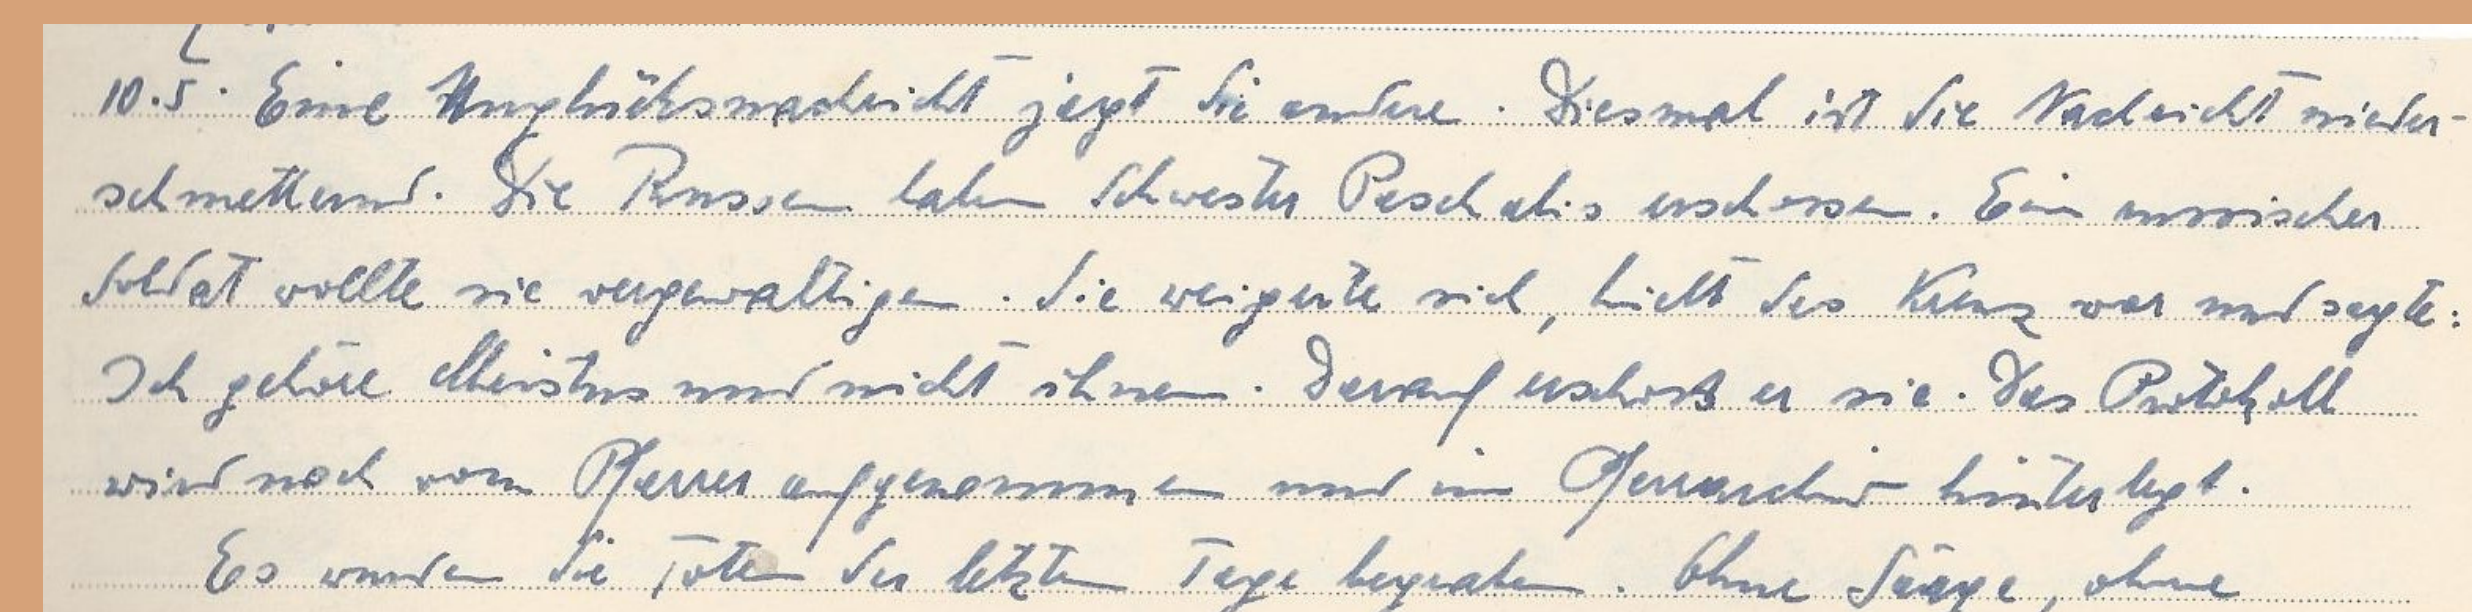 10.5. Eine Unglücksnachricht jagt die andere. Diesmal ist die Nachricht nieder-
schmetternd. Die Russen haben Schwester Paschalis erschossen. Ein russischer
Soldat wollte sie vergewaltigen. Sie weigerte sich, hielt das Kreuz vor und sagte:
Ich gehöre Christus und nicht ihnen. Darauf erschoß er sie. Das Protokoll
wird noch vom Pfarrer aufgenommen und im Pfarrarchiv hinterlegt.
Es wurden die Toten der letzten Tage begraben. Ohne Särge, ohne